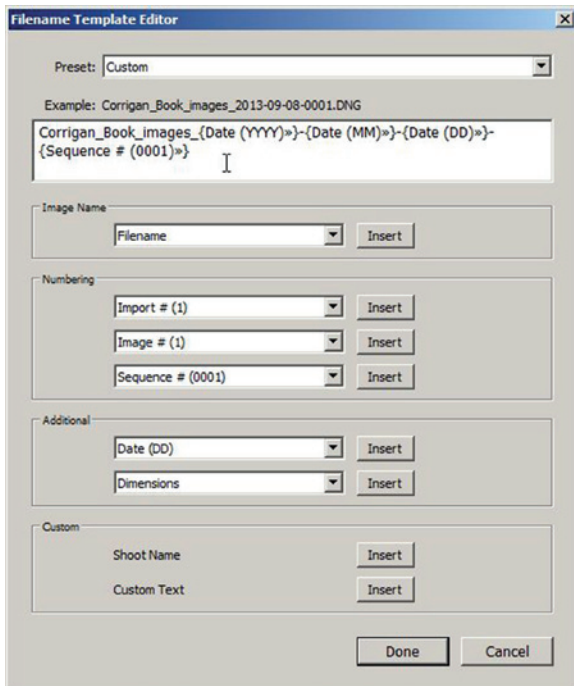 Filename Template Editor
Preset: Custom
Example: Corrigan_Book_images_2013-09-08-0001.DNG
Corrigan_Book_images_{Date (YYYY)»}-{Date (MM)»}-{Date (DD)»}-
{Sequence # (0001)»}
Image Name
Filename Insert
Numbering
Import # (1) Insert
Image # (1) Insert
Sequence # (0001) Insert
Additional
Date (DD) Insert
Dimensions Insert
Custom
Shoot Name Insert
Custom Text Insert
Done Cancel